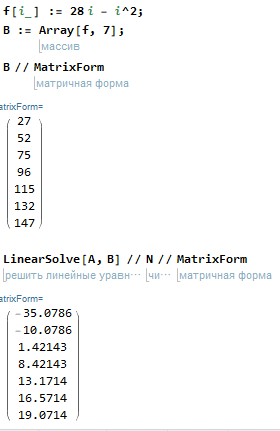 f[i_] := 28 i - i^2;
B := Array[f, 7];
массив
B // MatrixForm
матричная форма
atrixForm=
27
52
75
96
115
132
147
LinearSolve[A, B] // N // MatrixForm
решить линейные уравн⋯ чи⋯ матричная форма
atrixForm=
-35.0786
-10.0786
1.42143
8.42143
13.1714
16.5714
19.0714